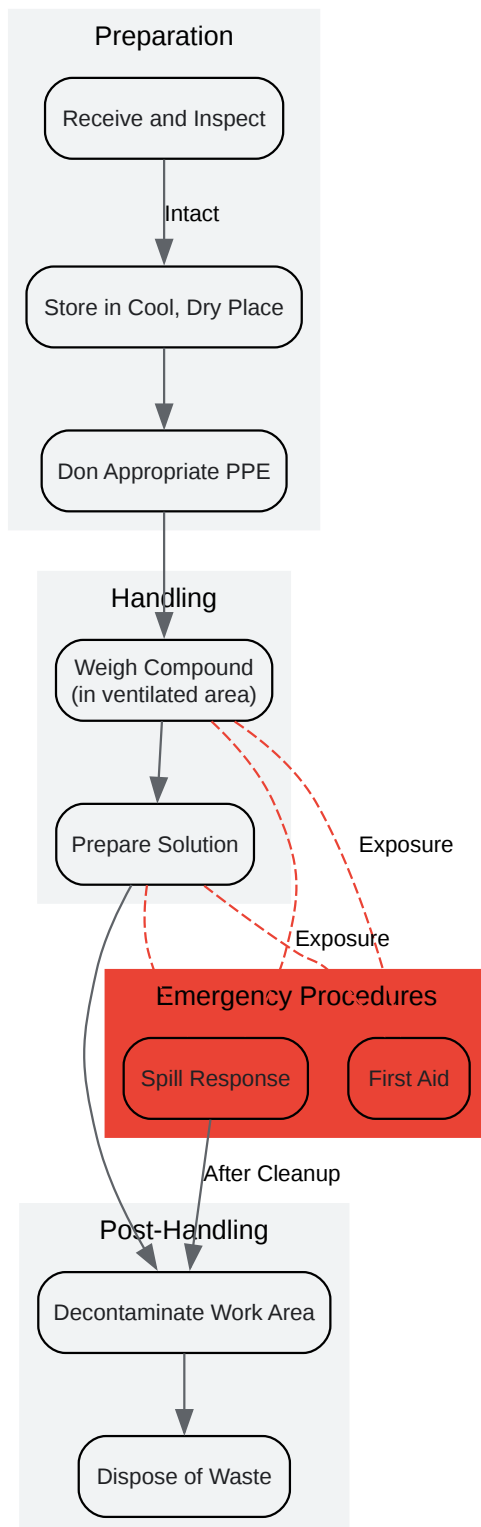 Preparation
Receive and Inspect
Intact
Store in Cool, Dry Place
Don Appropriate PPE
Handling
Weigh Compound
(in ventilated area)
Prepare Solution
Exposure
Exposure
Emergency Procedures
Spill Response
First Aid
After Cleanup
Post-Handling
Decontaminate Work Area
Dispose of Waste